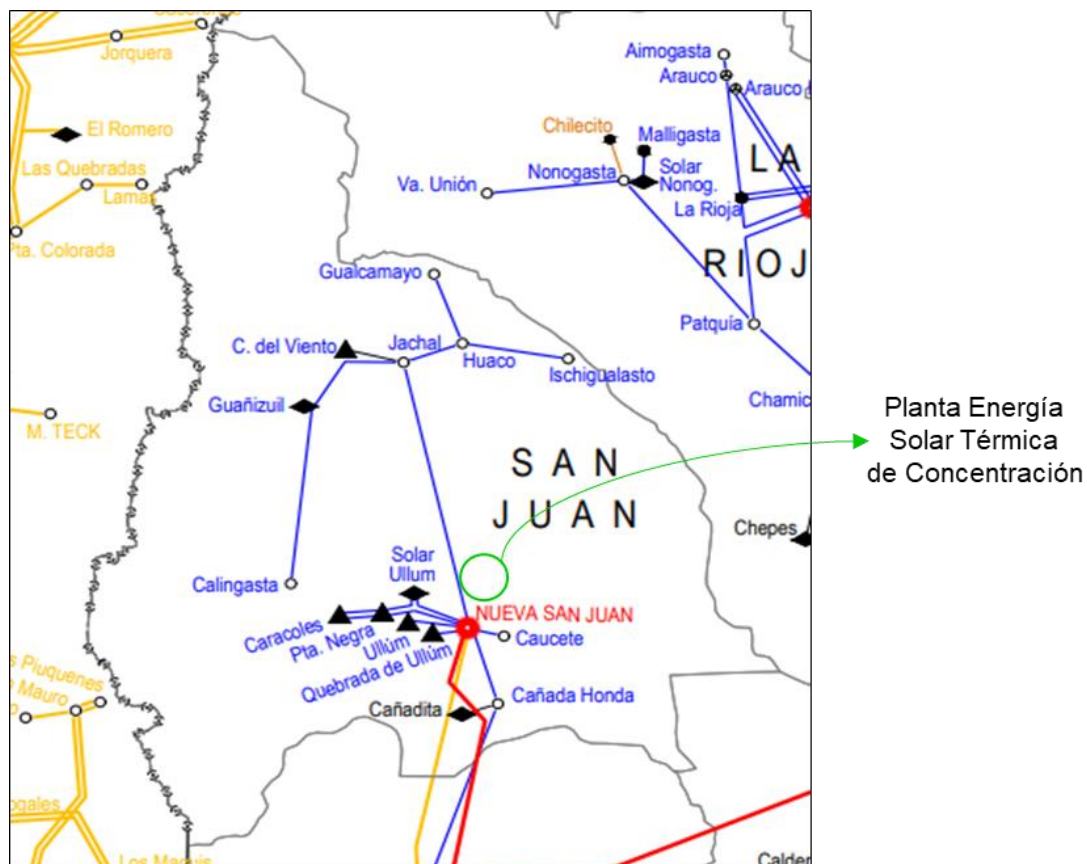 Jorquera
El Romero
Las Quebradas
Lamas
Pta. Colorada
M. TECK
Piuquenes
Mauro
Los Maquis
Aimogasta
Arauco
Arauco
Chilecito
Malligasta
Nonogasta
Solar
Nonog.
Va. Unión
La Rioja
LA
RIOJ
Patquía
Chamic
Chepes
Gualcamayo
C. del Viento
Jachal
Huaco
Ischigualasto
Guañizuil
SAN
JUAN
Calingasta
Solar
Ullum
NUEVA SAN JUAN
Caracoles
Pta. Negra
Ullúm
Quebrada de Ullúm
Caucete
Cañadita
Cañada Honda
Calder
Planta Energía
Solar Térmica
de Concentración